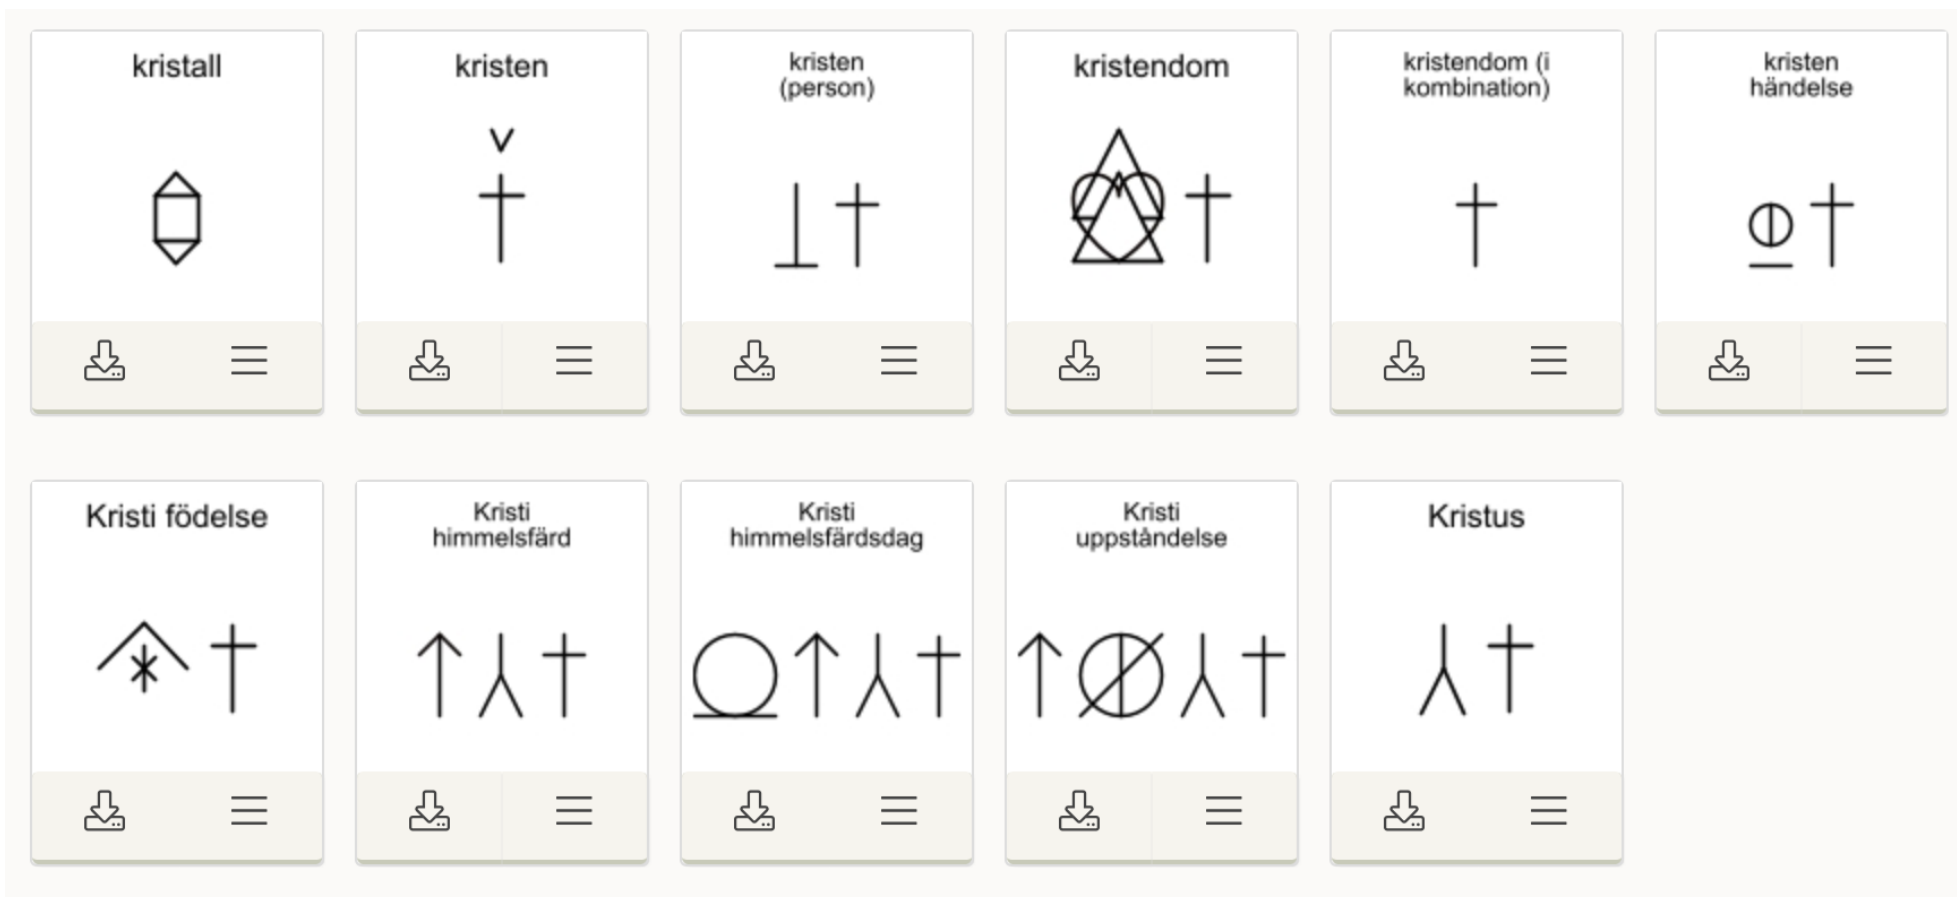 kristall
kristen
kristen
(person)
kristendom
kristendom (i
kombination)
kristen
händelse
Kristi födelse
Kristi
himmelsfärd
Kristi
himmelsfärdsdag
Kristi
uppståndelse
Kristus